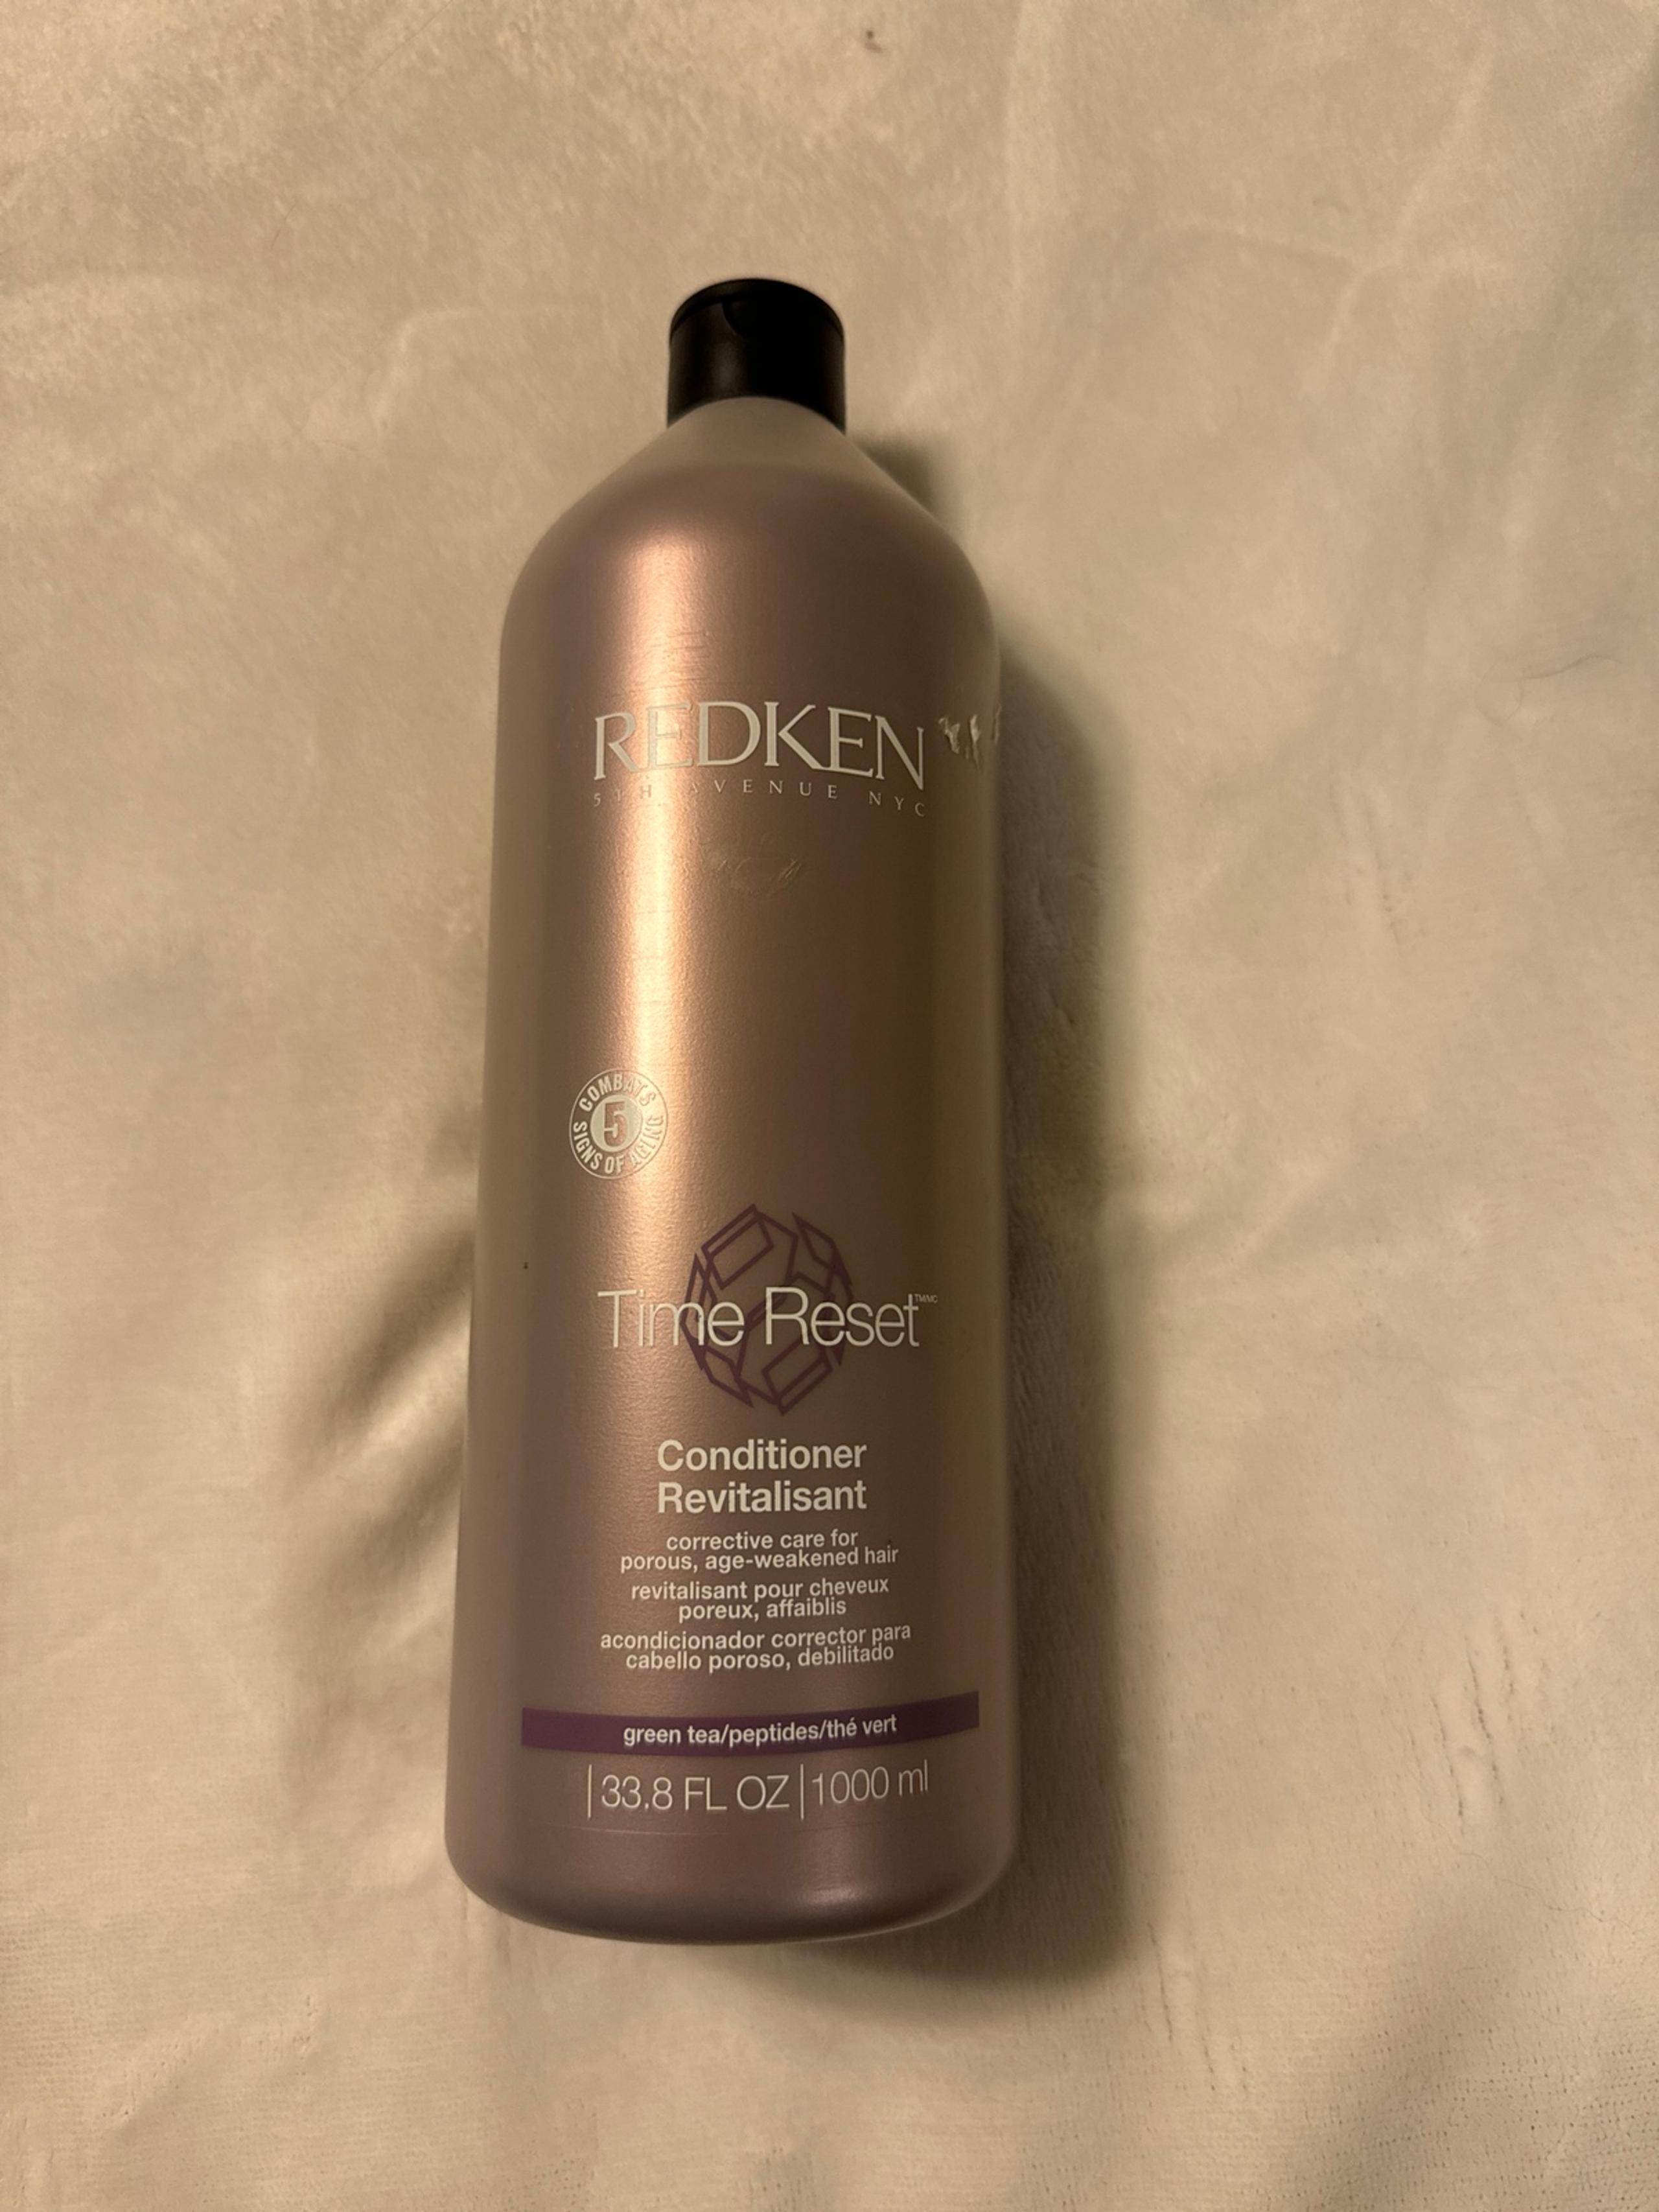 REDKEN
5TH AVENUE NYC
COMBATS
5
SIGNS OF AGING
Time Reset™/MC
Conditioner
Revitalisant
corrective care for
porous, age-weakened hair
revitalisant pour cheveux
poreux, affaiblis
acondicionador corrector para
cabello poroso, debilitado
green tea/peptides/thé vert
|33.8 FL OZ|1000 ml